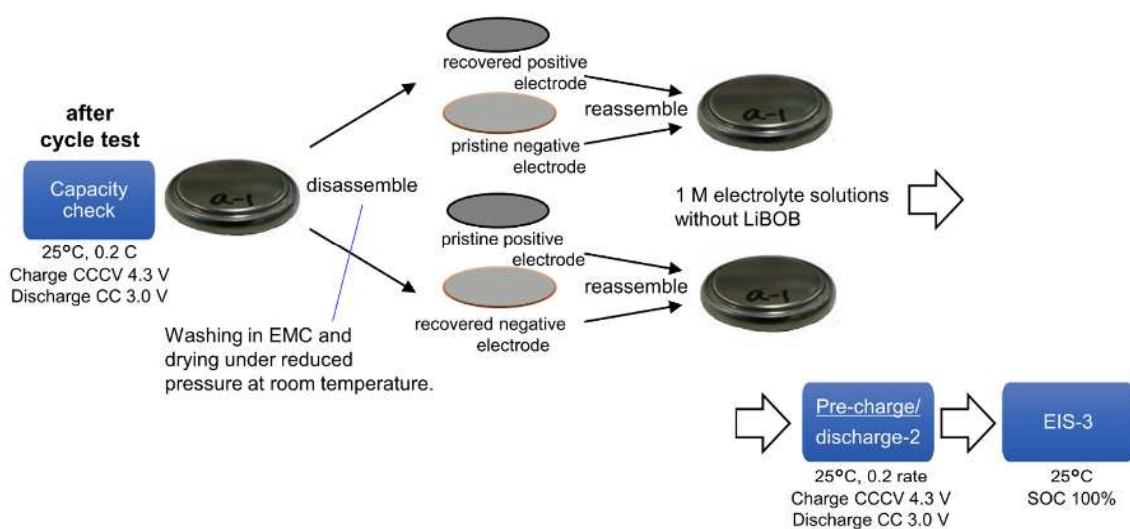 after
cycle test
Capacity
check
25°C, 0.2 C
Charge CCCV 4.3 V
Discharge CC 3.0 V
a-1
disassemble
Washing in EMC and
drying under reduced
pressure at room temperature.
recovered positive
electrode
pristine negative
electrode
reassemble
a-1
pristine positive
electrode
recovered negative
electrode
reassemble
a-1
1 M electrolyte solutions
without LiBOB
Pre-charge/
discharge-2
25°C, 0.2 rate
Charge CCCV 4.3 V
Discharge CC 3.0 V
EIS-3
25°C
SOC 100%